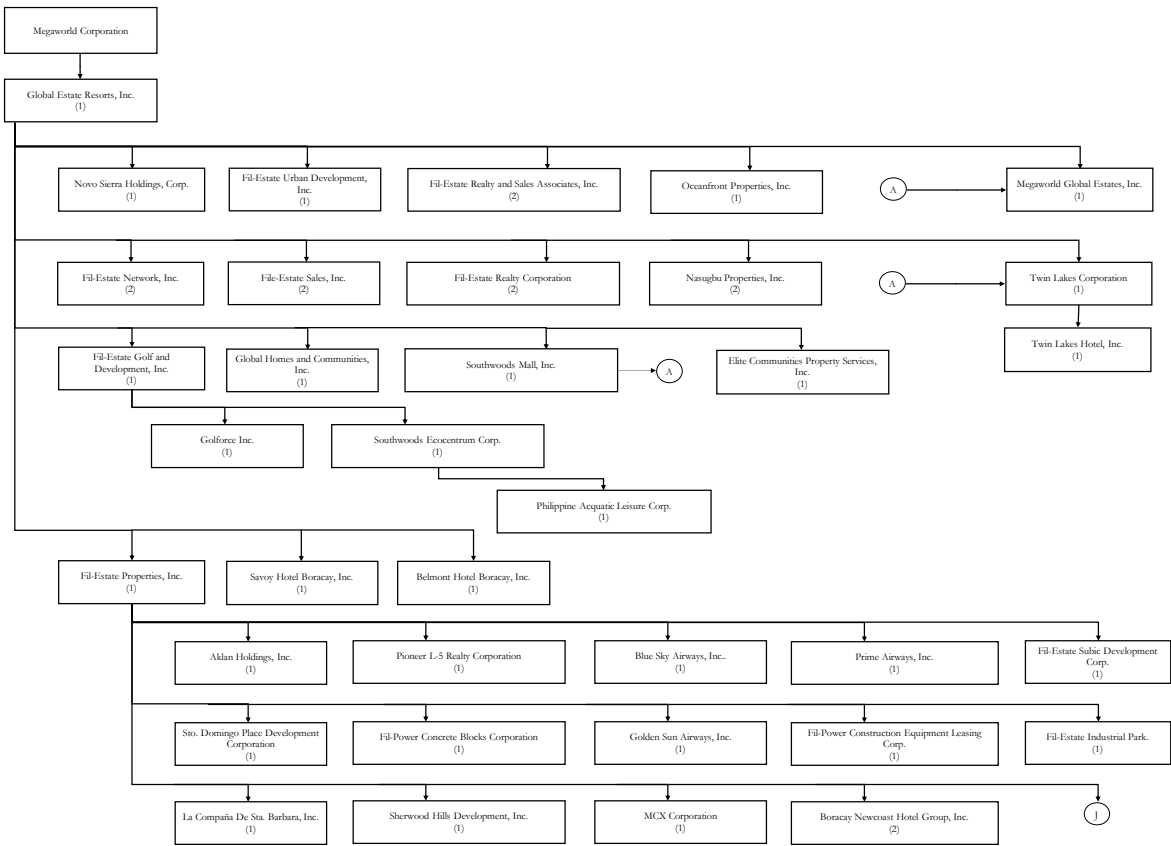 Megaworld Corporation
Global Estate Resorts, Inc.
(1)
Novo Sierra Holdings, Corp.
(1)
Fil-Estate Urban Development,
Inc.
(1)
Fil-Estate Realty and Sales Associates, Inc.
(2)
Oceanfront Properties, Inc.
(1)
A
Megaworld Global Estates, Inc.
(1)
Fil-Estate Network, Inc.
(2)
File-Estate Sales, Inc.
(2)
Fil-Estate Realty Corporation
(2)
Nasugbu Properties, Inc.
(2)
A
Twin Lakes Corporation
(1)
Twin Lakes Hotel, Inc.
(1)
Fil-Estate Golf and
Development, Inc.
(1)
Global Homes and Communities,
Inc.
(1)
Southwoods Mall, Inc.
(1)
A
Elite Communities Property Services,
Inc.
(1)
Golforce Inc.
(1)
Southwoods Ecocentrum Corp.
(1)
Philippine Acquatic Leisure Corp.
(1)
Fil-Estate Properties, Inc.
(1)
Savoy Hotel Boracay, Inc.
(1)
Belmont Hotel Boracay, Inc.
(1)
Aklan Holdings, Inc.
(1)
Pioneer L-5 Realty Corporation
(1)
Blue Sky Airways, Inc..
(1)
Prime Airways, Inc.
(1)
Fil-Estate Subic Development
Corp.
(1)
Sto. Domingo Place Development
Corporation
(1)
Fil-Power Concrete Blocks Corporation
(1)
Golden Sun Airways, Inc.
(1)
Fil-Power Construction Equipment Leasing
Corp.
(1)
Fil-Estate Industrial Park.
(1)
La Compaña De Sta. Barbara, Inc.
(1)
Sherwood Hills Development, Inc.
(1)
MCX Corporation
(1)
Boracay Newcoast Hotel Group, Inc.
(2)
J